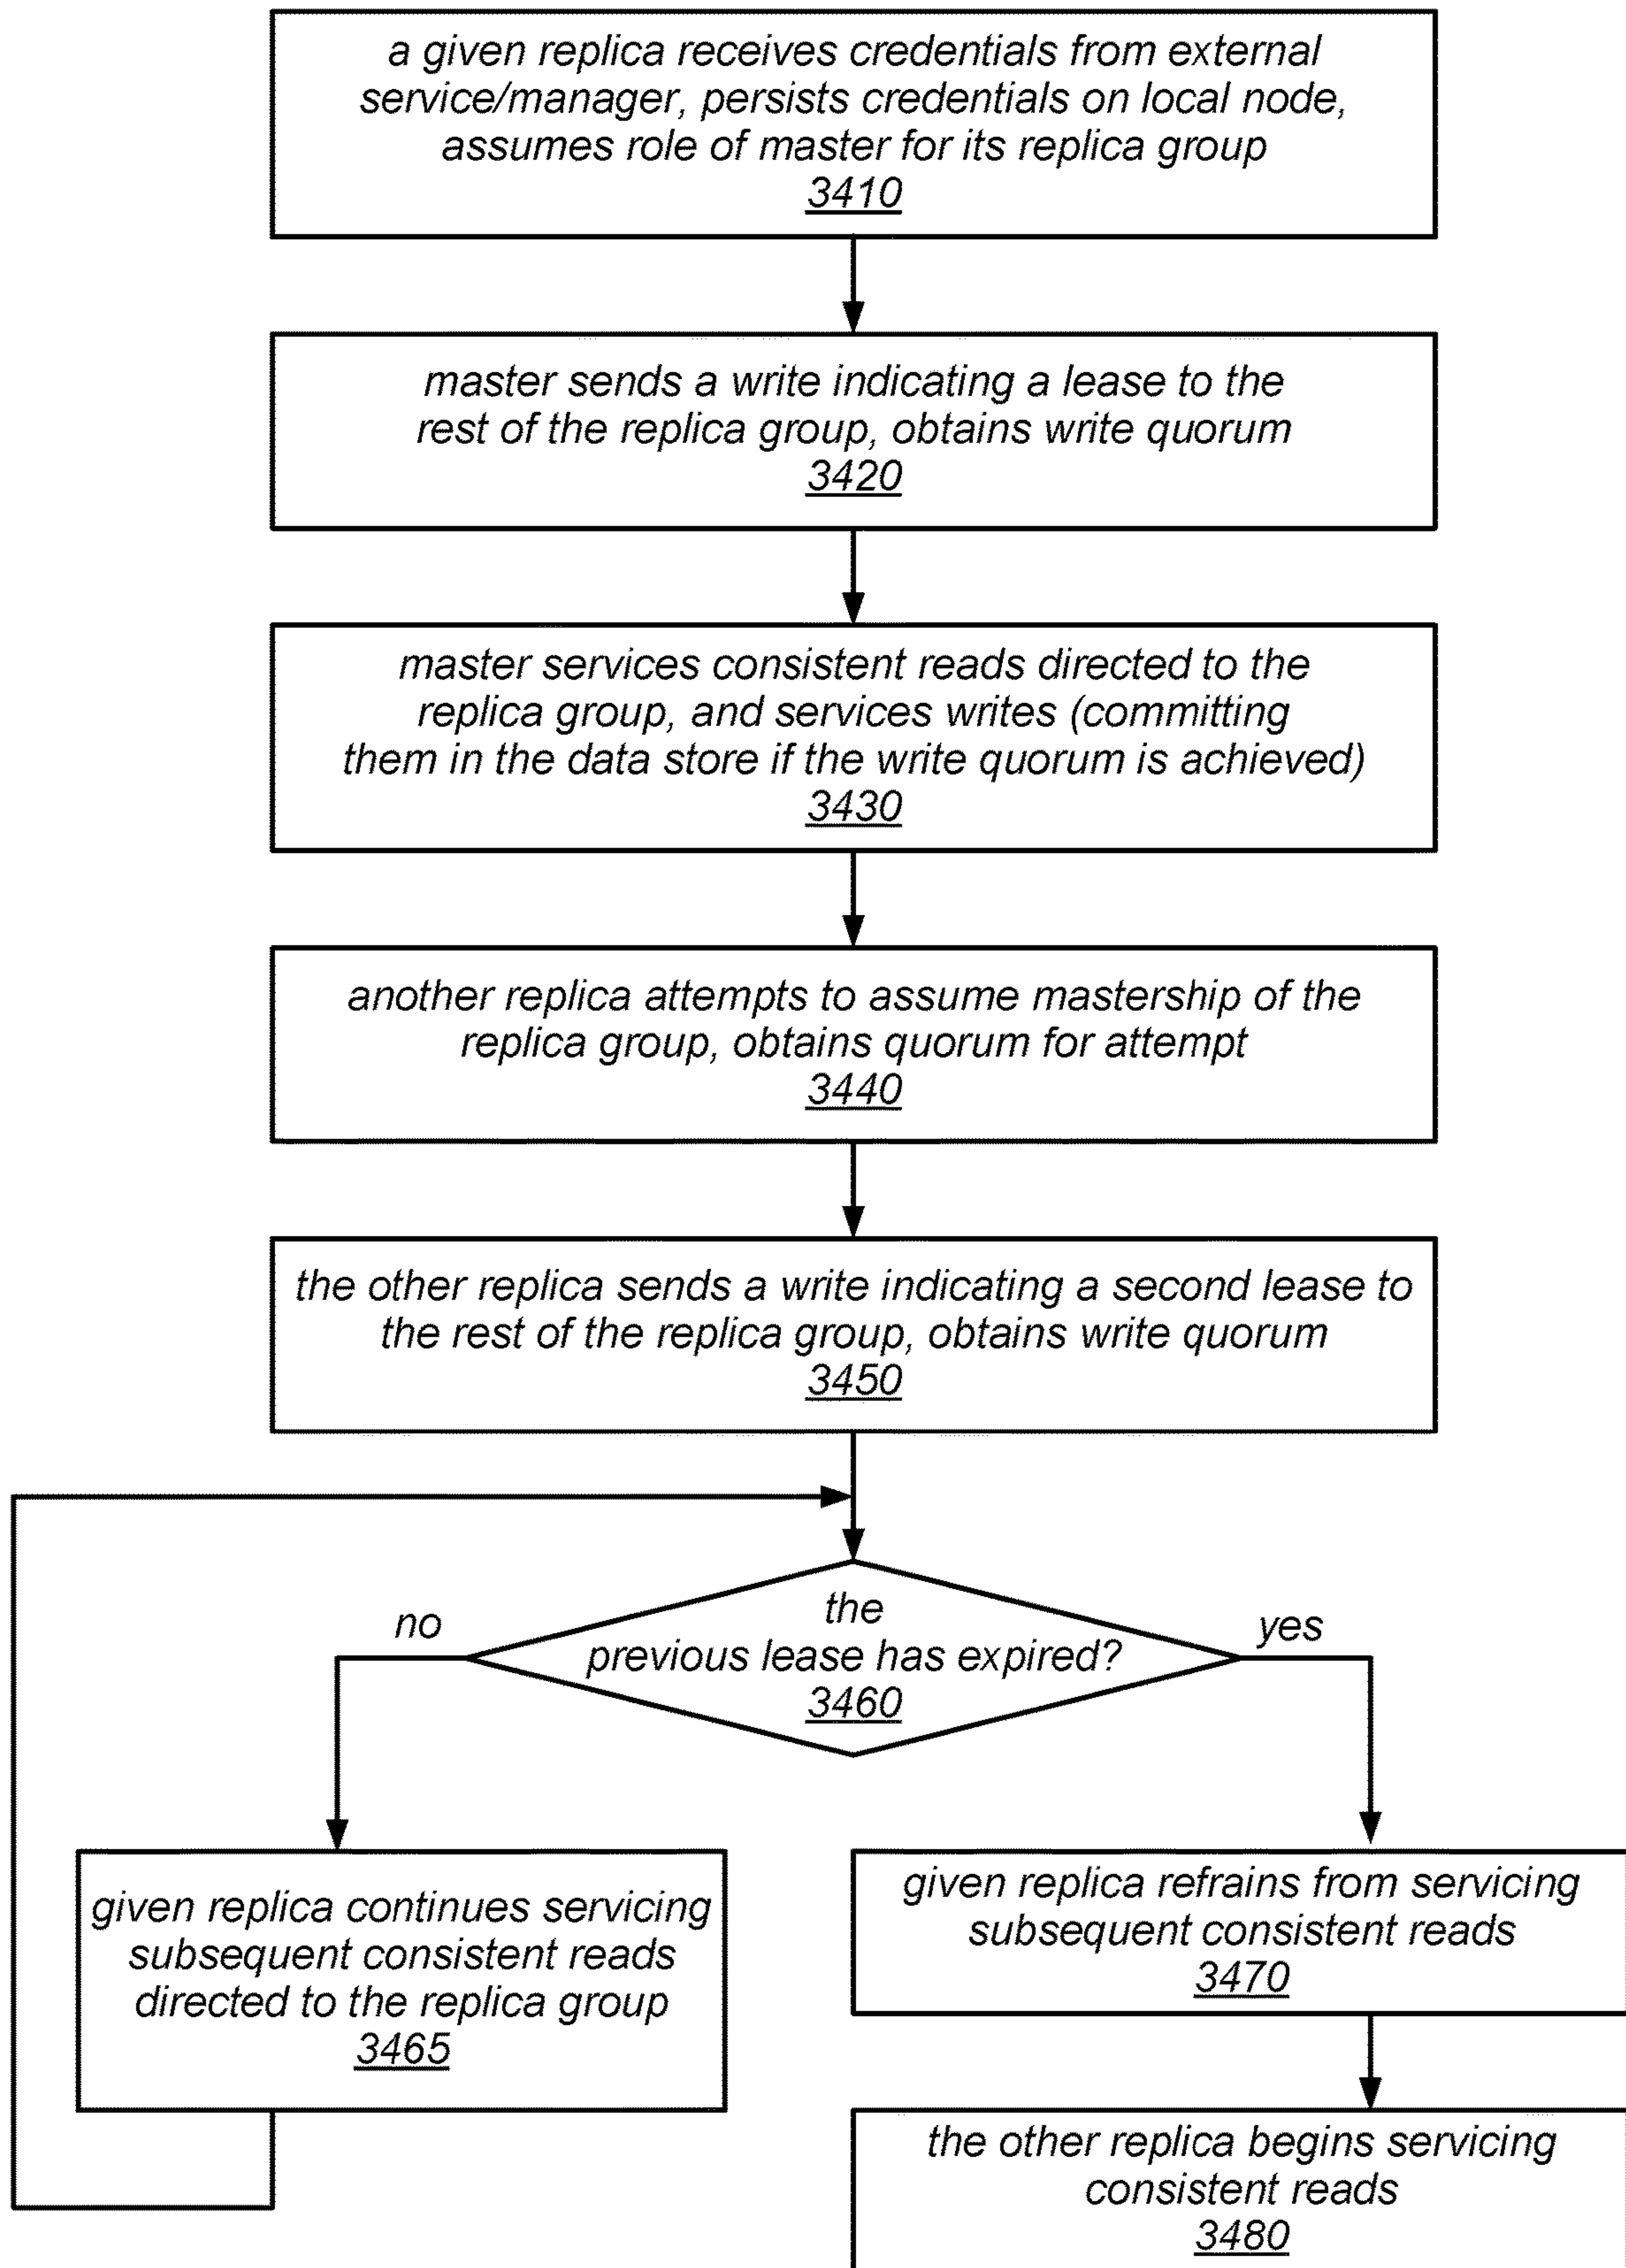 a given replica receives credentials from external
service/manager, persists credentials on local node,
assumes role of master for its replica group
3410
master sends a write indicating a lease to the
rest of the replica group, obtains write quorum
3420
master services consistent reads directed to the
replica group, and services writes (committing
them in the data store if the write quorum is achieved)
3430
another replica attempts to assume mastership of the
replica group, obtains quorum for attempt
3440
the other replica sends a write indicating a second lease to
the rest of the replica group, obtains write quorum
3450
the
previous lease has expired?
3460
no
yes
given replica continues servicing
subsequent consistent reads
directed to the replica group
3465
given replica refrains from servicing
subsequent consistent reads
3470
the other replica begins servicing
consistent reads
3480